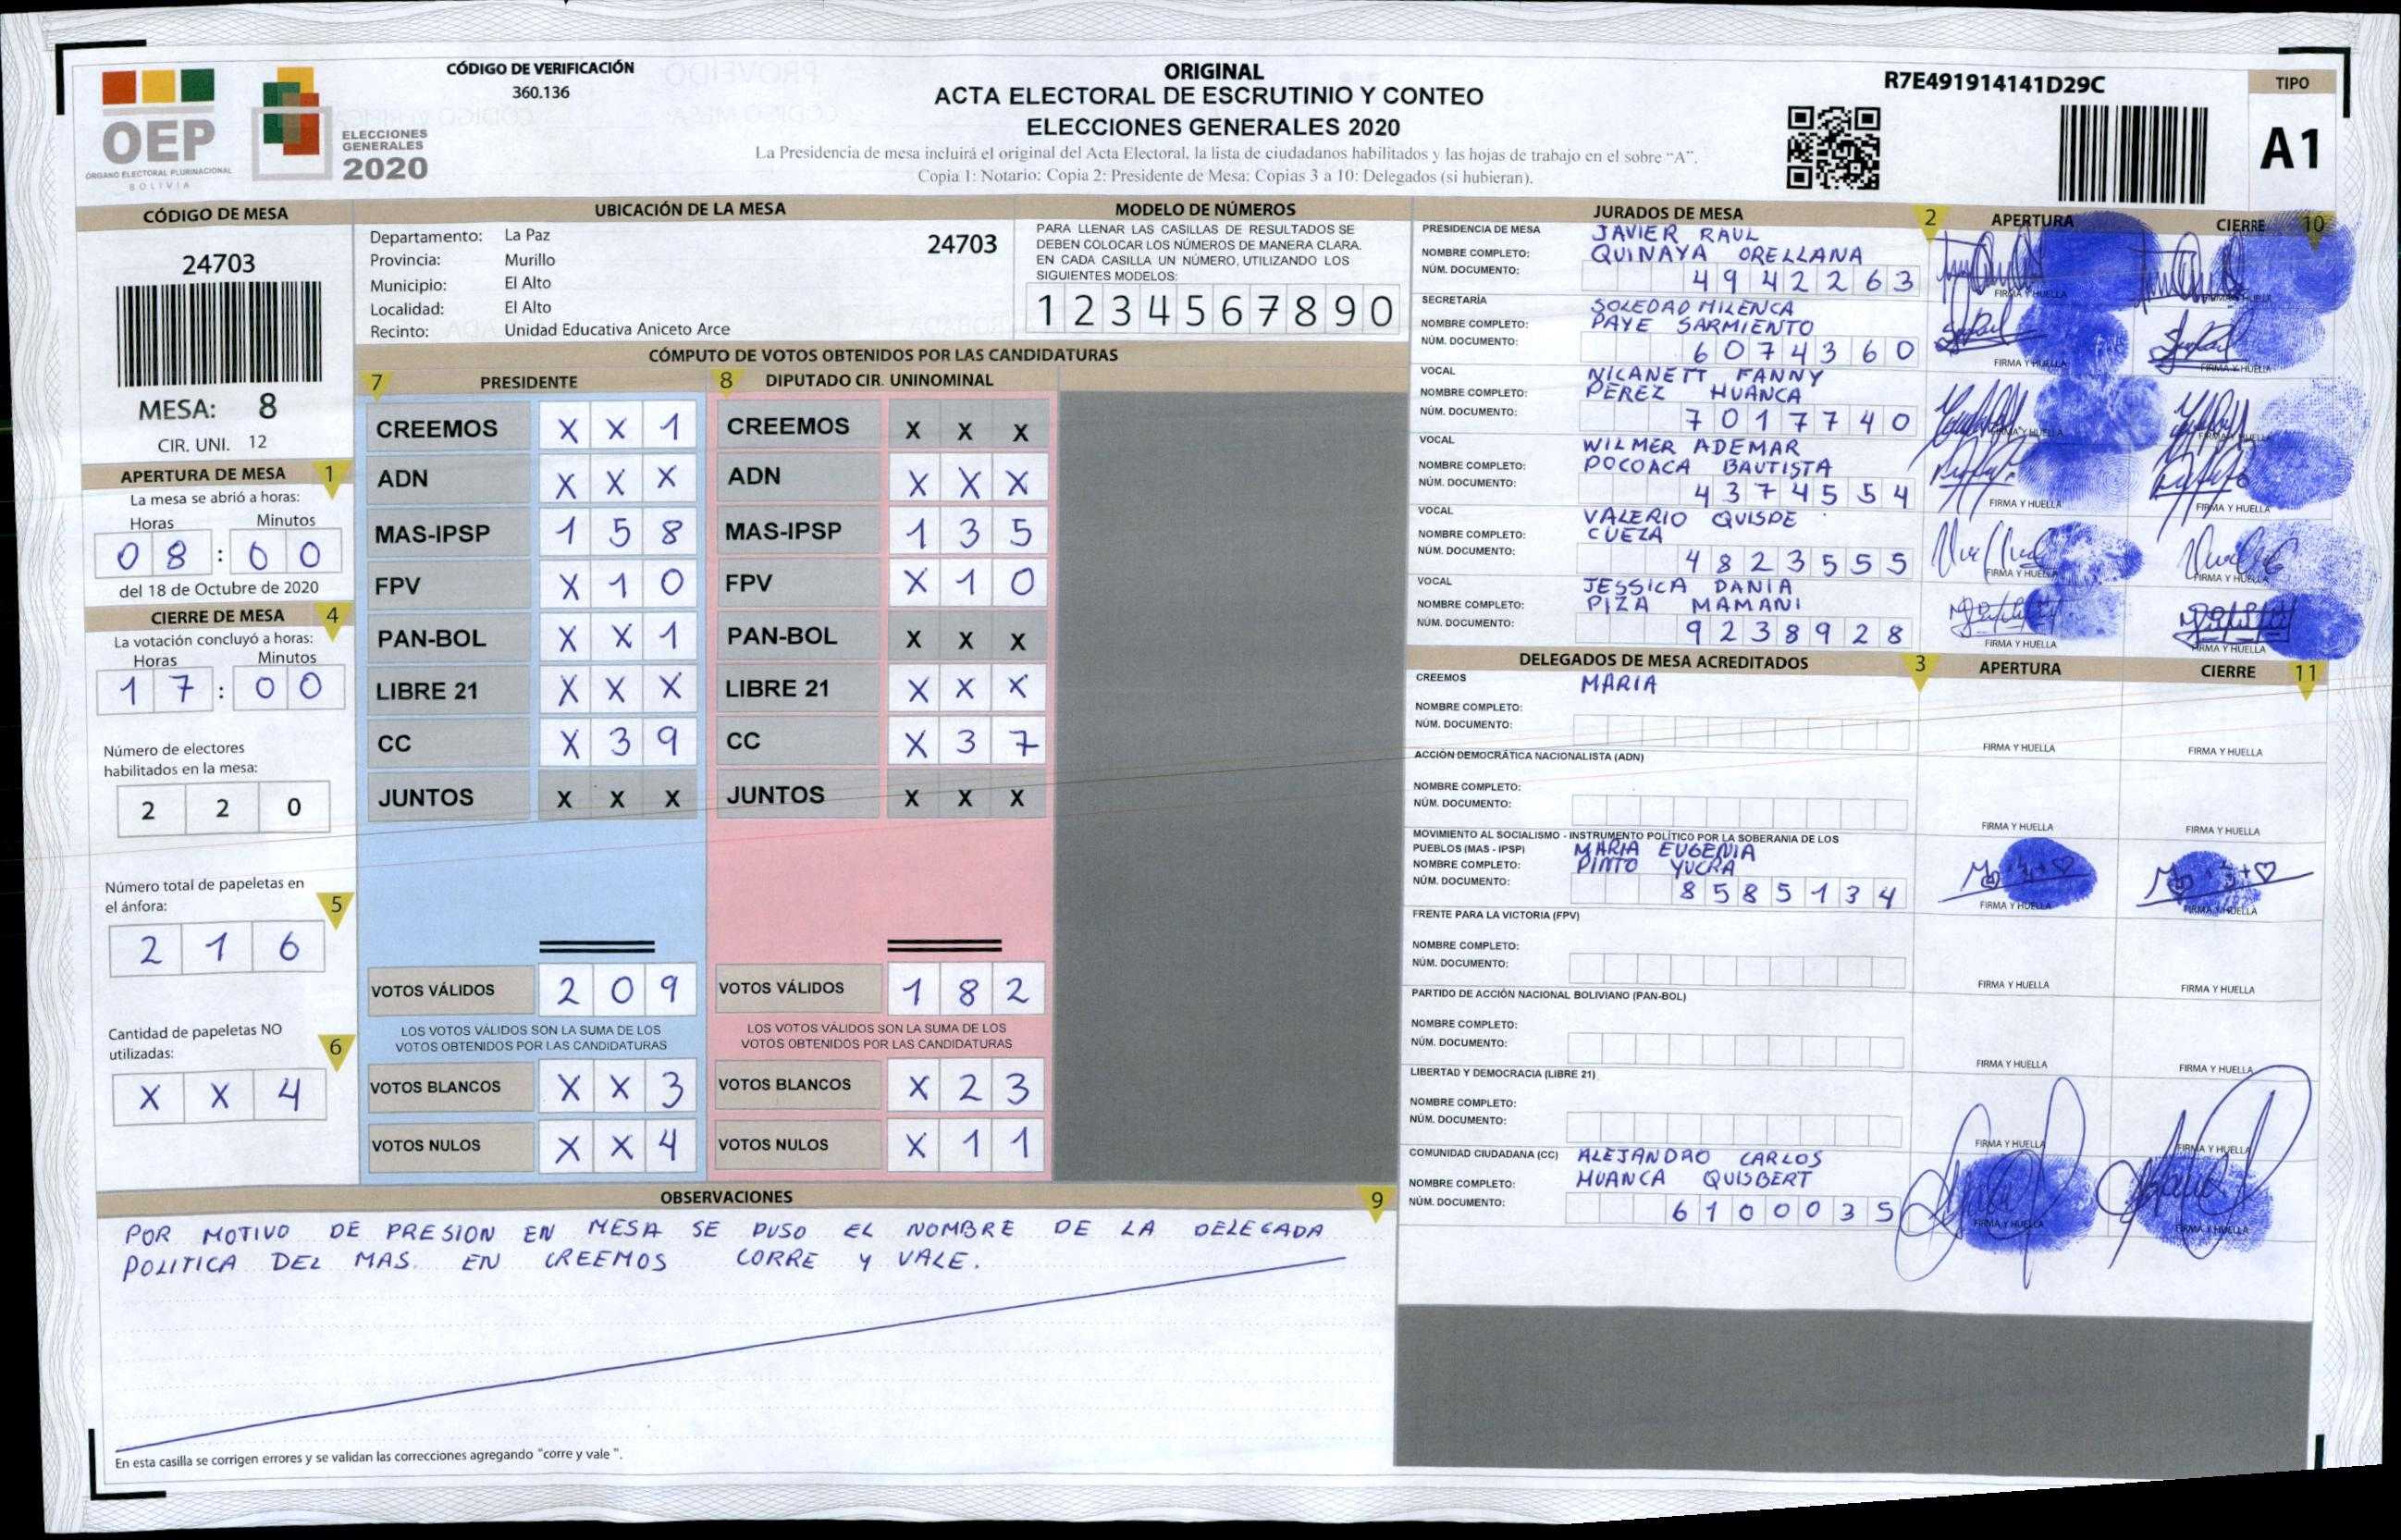 CÓDIGO DE VERIFICACIÓN
360.136
OEP
ÓRGANO ELECTORAL PLURINACIONAL
BOLIVIA
ELECCIONES
GENERALES
2020
ORIGINAL
ACTA ELECTORAL DE ESCRUTINIO Y CONTEO
ELECCIONES GENERALES 2020
La Presidencia de mesa incluirá el original del Acta Electoral, la lista de ciudadanos habilitados y las hojas de trabajo en el sobre "A".
Copia 1: Notario: Copia 2: Presidente de Mesa: Copias 3 a 10: Delegados (si hubieran).
R7E491914141D29C
TIPO
A1
CÓDIGO DE MESA
24703
MESA: 8
CIR. UNI. 12
UBICACIÓN DE LA MESA
Departamento: La Paz
24703
Provincia: Murillo
Municipio: El Alto
Localidad: El Alto
Recinto: Unidad Educativa Aniceto Arce
MODELO DE NÚMEROS
PARA LLENAR LAS CASILLAS DE RESULTADOS SE
DEBEN COLOCAR LOS NÚMEROS DE MANERA CLARA.
EN CADA CASILLA UN NÚMERO, UTILIZANDO LOS
SIGUIENTES MODELOS:
1 2 3 4 5 6 7 8 9 0
APERTURA DE MESA 1
La mesa se abrió a horas:
Horas Minutos
0 8 : 0 0
del 18 de Octubre de 2020
CIERRE DE MESA 4
La votación concluyó a horas:
Horas Minutos
1 7 : 0 0
Número de electores
habilitados en la mesa:
2 2 0
Número total de papeletas en
el ánfora: 5
2 1 6
Cantidad de papeletas NO
utilizadas: 6
X X 4
CÓMPUTO DE VOTOS OBTENIDOS POR LAS CANDIDATURAS
7 PRESIDENTE
CREEMOS X X 1
ADN X X X
MAS-IPSP 1 5 8
FPV X 1 0
PAN-BOL X X 1
LIBRE 21 X X X
CC X 3 9
JUNTOS X X X
VOTOS VÁLIDOS 2 0 9
LOS VOTOS VÁLIDOS SON LA SUMA DE LOS
VOTOS OBTENIDOS POR LAS CANDIDATURAS
VOTOS BLANCOS X X 3
VOTOS NULOS X X 4
8 DIPUTADO CIR. UNINOMINAL
CREEMOS X X X
ADN X X X
MAS-IPSP 1 3 5
FPV X 1 0
PAN-BOL X X X
LIBRE 21 X X X
CC X 3 7
JUNTOS X X X
VOTOS VÁLIDOS 1 8 2
LOS VOTOS VÁLIDOS SON LA SUMA DE LOS
VOTOS OBTENIDOS POR LAS CANDIDATURAS
VOTOS BLANCOS X 2 3
VOTOS NULOS X 1 1
OBSERVACIONES 9
POR MOTIVO DE PRESION EN MESA SE PUSO EL NOMBRE DE LA DELEGADA
POLITICA DEL MAS. EN CREEMOS CORRE Y VALE.
En esta casilla se corrigen errores y se validan las correcciones agregando "corre y vale ".
JURADOS DE MESA 2 APERTURA CIERRE 10
PRESIDENCIA DE MESA JAVIER RAUL
NOMBRE COMPLETO: QUINAYA ORELLANA
NÚM. DOCUMENTO: 4 9 4 2 2 6 3
FIRMA Y HUELLA FIRMA Y HUELLA
SECRETARÍA SOLEDAD MILENCA
NOMBRE COMPLETO: PAYE SARMIENTO
NÚM. DOCUMENTO: 6 0 7 4 3 6 0
FIRMA Y HUELLA FIRMA Y HUELLA
VOCAL NICANETT FANNY
NOMBRE COMPLETO: PEREZ HUANCA
NÚM. DOCUMENTO: 7 0 1 7 7 4 0
FIRMA Y HUELLA FIRMA Y HUELLA
VOCAL WILMER ADEMAR
NOMBRE COMPLETO: POCOACA BAUTISTA
NÚM. DOCUMENTO: 4 3 7 4 5 5 4
FIRMA Y HUELLA FIRMA Y HUELLA
VOCAL VALERIO QUISPE
NOMBRE COMPLETO: CUEZA
NÚM. DOCUMENTO: 4 8 2 3 5 5 5
FIRMA Y HUELLA FIRMA Y HUELLA
VOCAL JESSICA DANIA
NOMBRE COMPLETO: PIZA MAMANI
NÚM. DOCUMENTO: 9 2 3 8 9 2 8
FIRMA Y HUELLA FIRMA Y HUELLA
DELEGADOS DE MESA ACREDITADOS 3 APERTURA CIERRE 11
CREEMOS MARIA
NOMBRE COMPLETO:
NÚM. DOCUMENTO:
FIRMA Y HUELLA FIRMA Y HUELLA
ACCIÓN DEMOCRÁTICA NACIONALISTA (ADN)
NOMBRE COMPLETO:
NÚM. DOCUMENTO:
FIRMA Y HUELLA FIRMA Y HUELLA
MOVIMIENTO AL SOCIALISMO - INSTRUMENTO POLÍTICO POR LA SOBERANIA DE LOS
PUEBLOS (MAS - IPSP) MARIA EUGENIA
NOMBRE COMPLETO: PINTO YUCRA
NÚM. DOCUMENTO: 8 5 8 5 1 3 4
FIRMA Y HUELLA FIRMA Y HUELLA
FRENTE PARA LA VICTORIA (FPV)
NOMBRE COMPLETO:
NÚM. DOCUMENTO:
FIRMA Y HUELLA FIRMA Y HUELLA
PARTIDO DE ACCIÓN NACIONAL BOLIVIANO (PAN-BOL)
NOMBRE COMPLETO:
NÚM. DOCUMENTO:
FIRMA Y HUELLA FIRMA Y HUELLA
LIBERTAD Y DEMOCRACIA (LIBRE 21)
NOMBRE COMPLETO:
NÚM. DOCUMENTO:
FIRMA Y HUELLA FIRMA Y HUELLA
COMUNIDAD CIUDADANA (CC) ALEJANDRO CARLOS
NOMBRE COMPLETO: HUANCA QUISBERT
NÚM. DOCUMENTO: 6 1 0 0 0 3 5
FIRMA Y HUELLA FIRMA Y HUELLA